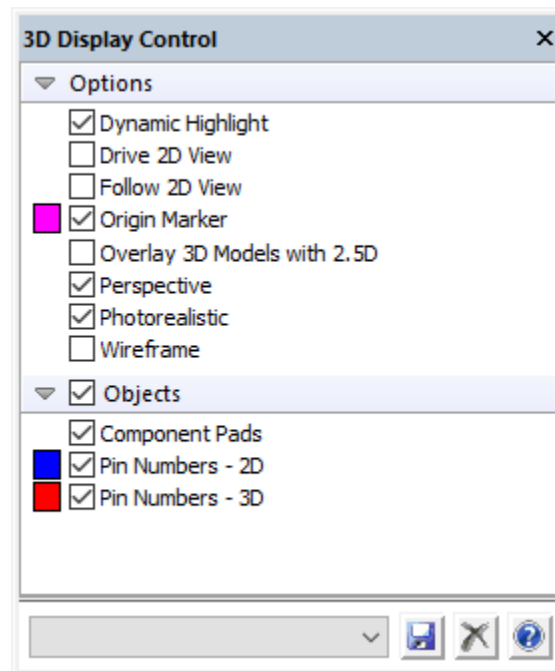 3D Display Control
Options
Dynamic Highlight
Drive 2D View
Follow 2D View
Origin Marker
Overlay 3D Models with 2.5D
Perspective
Photorealistic
Wireframe
Objects
Component Pads
Pin Numbers - 2D
Pin Numbers - 3D